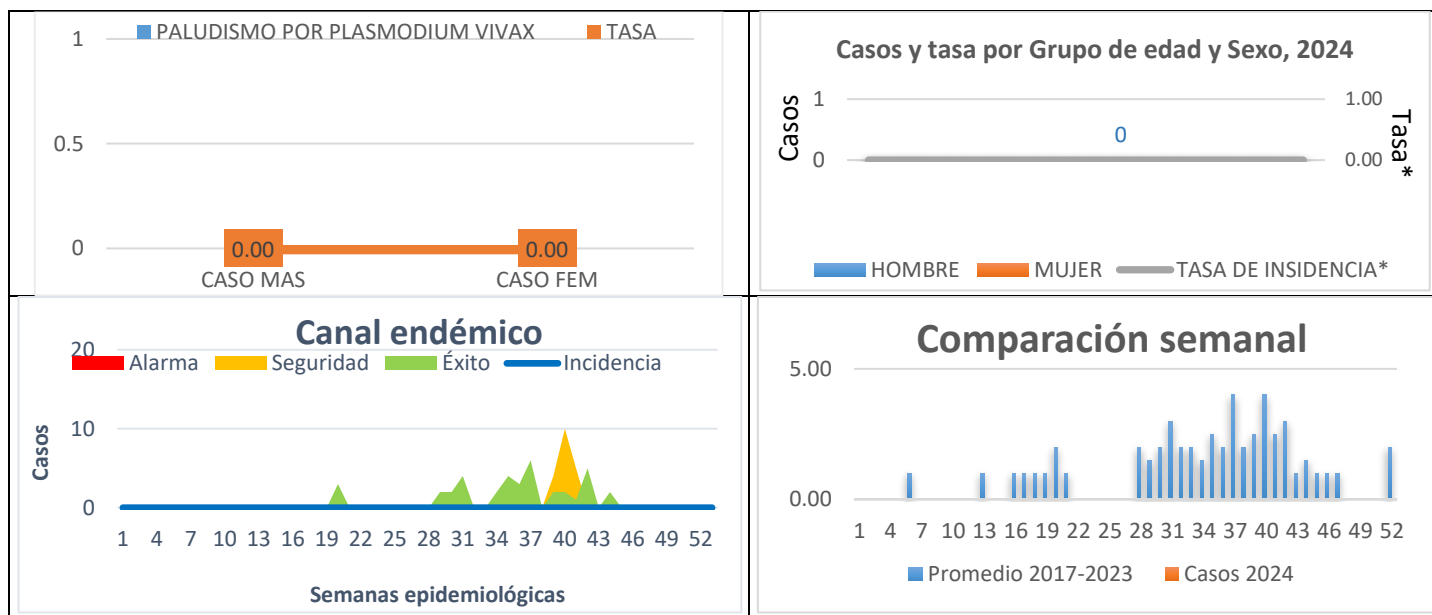 PALUDISMO POR PLASMODIUM VIVAX TASA
1
0.5
0
0.00 0.00
CASO MAS CASO FEM
Casos y tasa por Grupo de edad y Sexo, 2024
Casos
1 1.00
0
0 0.00
Tasa*
HOMBRE MUJER TASA DE INSIDENCIA*
Canal endémico
20
Alarma Seguridad Éxito Incidencia
Casos
10
0
1 4 7 10 13 16 19 22 25 28 31 34 37 40 43 46 49 52
Semanas epidemiológicas
Comparación semanal
5.00
0.00
1 4 7 10 13 16 19 22 25 28 31 34 37 40 43 46 49 52
Promedio 2017-2023 Casos 2024